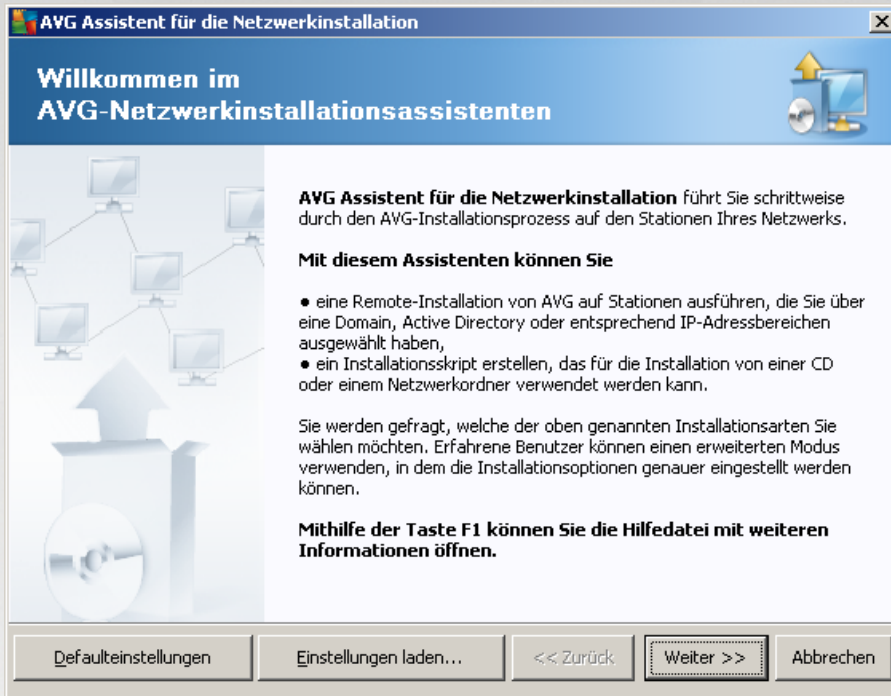 AVG Assistent für die Netzwerkinstallation
Willkommen im
AVG-Netzwerkinstallationsassistenten
AVG Assistent für die Netzwerkinstallation führt Sie schrittweise
durch den AVG-Installationsprozess auf den Stationen Ihres Netzwerks.
Mit diesem Assistenten können Sie
● eine Remote-Installation von AVG auf Stationen ausführen, die Sie über
eine Domain, Active Directory oder entsprechend IP-Adressbereichen
ausgewählt haben,
● ein Installationsskript erstellen, das für die Installation von einer CD
oder einem Netzwerkordner verwendet werden kann.
Sie werden gefragt, welche der oben genannten Installationsarten Sie
wählen möchten. Erfahrene Benutzer können einen erweiterten Modus
verwenden, in dem die Installationsoptionen genauer eingestellt werden
können.
Mithilfe der Taste F1 können Sie die Hilfedatei mit weiteren
Informationen öffnen.
Defaulteinstellungen
Einstellungen laden...
<< Zurück
Weiter >>
Abbrechen